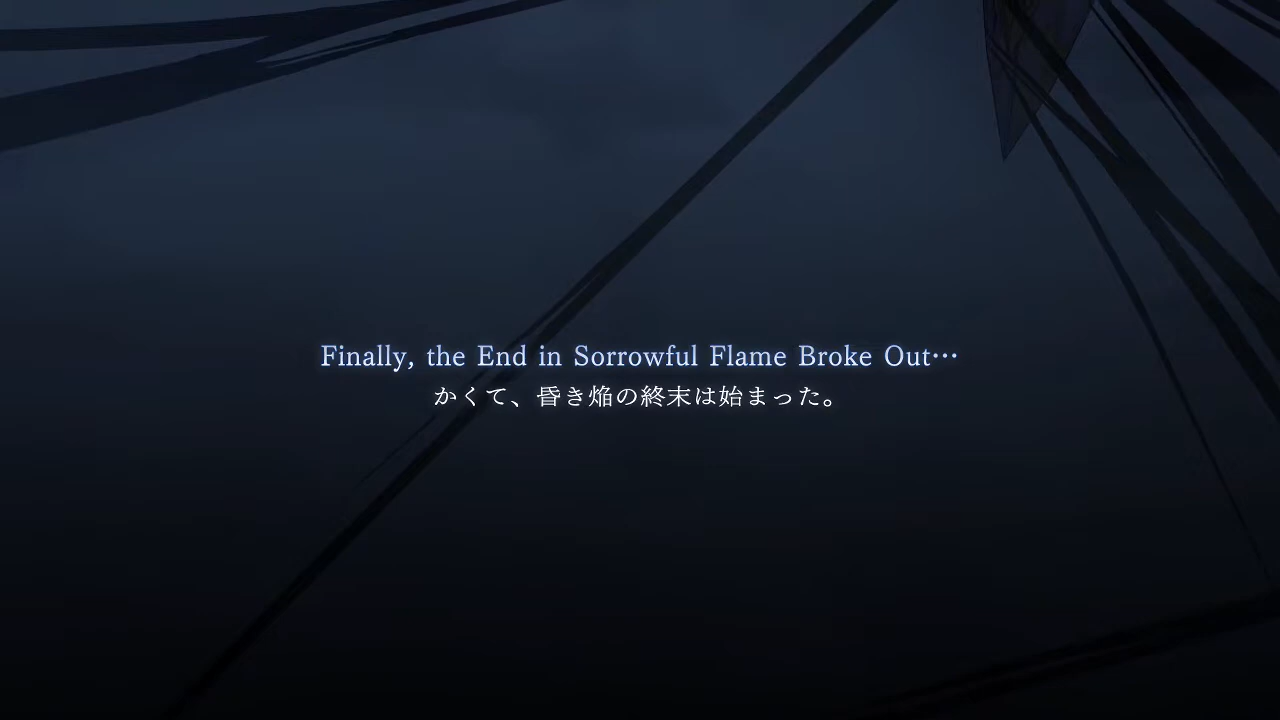 Finally, the End in Sorrowful Flame Broke Out…
かくて、昏き焔の終末は始まった。